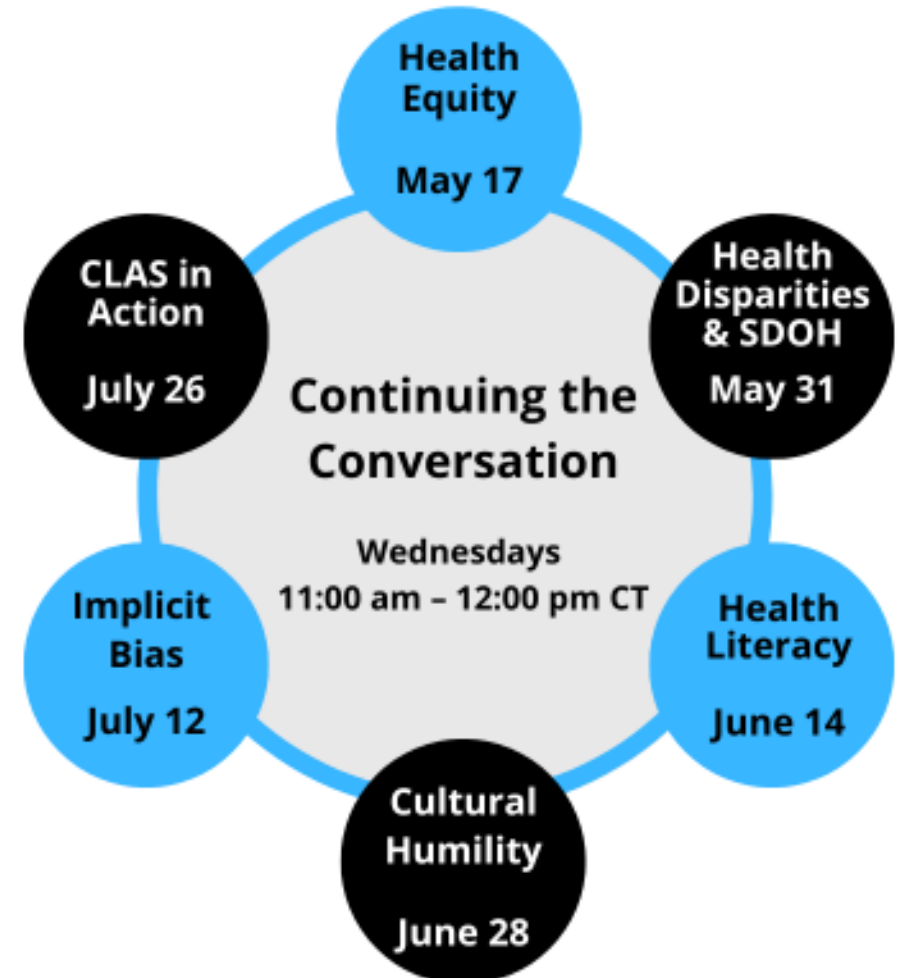 Health
Equity
May 17
Health
Disparities
& SDOH
May 31
Health
Literacy
June 14
Cultural
Humility
June 28
Implicit
Bias
July 12
CLAS in
Action
July 26
Continuing the
Conversation
Wednesdays
11:00 am – 12:00 pm CT